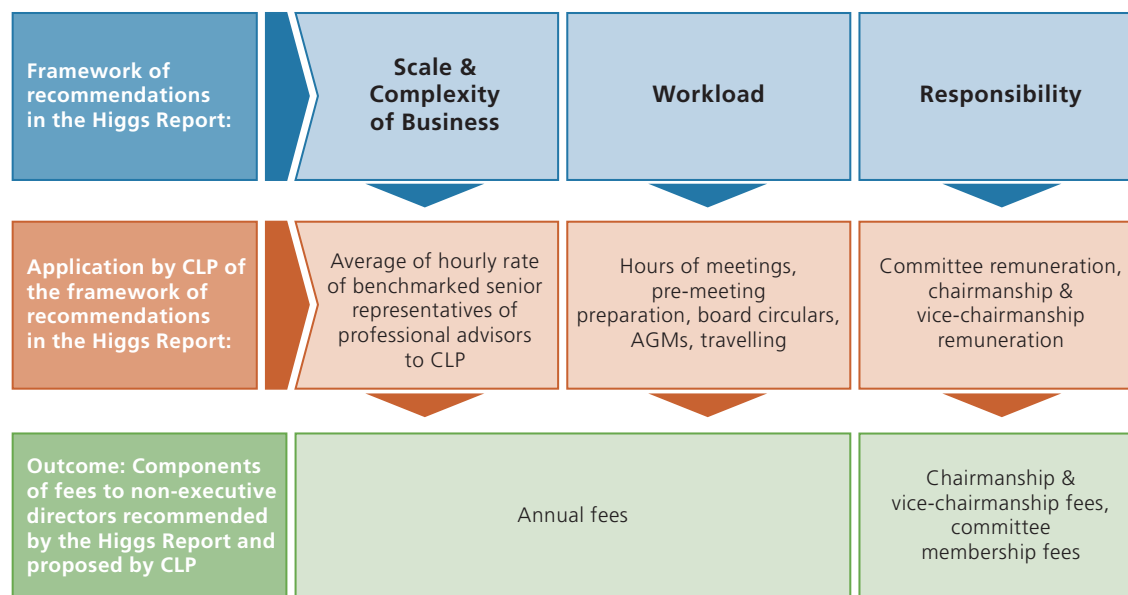 Framework of
recommendations
in the Higgs Report:
Scale &
Complexity
of Business
Workload
Responsibility
Application by CLP of
the framework of
recommendations
in the Higgs Report:
Average of hourly rate
of benchmarked senior
representatives of
professional advisors
to CLP
Hours of meetings,
pre-meeting
preparation, board circulars,
AGMs, travelling
Committee remuneration,
chairmanship &
vice-chairmanship
remuneration
Outcome: Components
of fees to non-executive
directors recommended
by the Higgs Report and
proposed by CLP
Annual fees
Chairmanship &
vice-chairmanship fees,
committee
membership fees